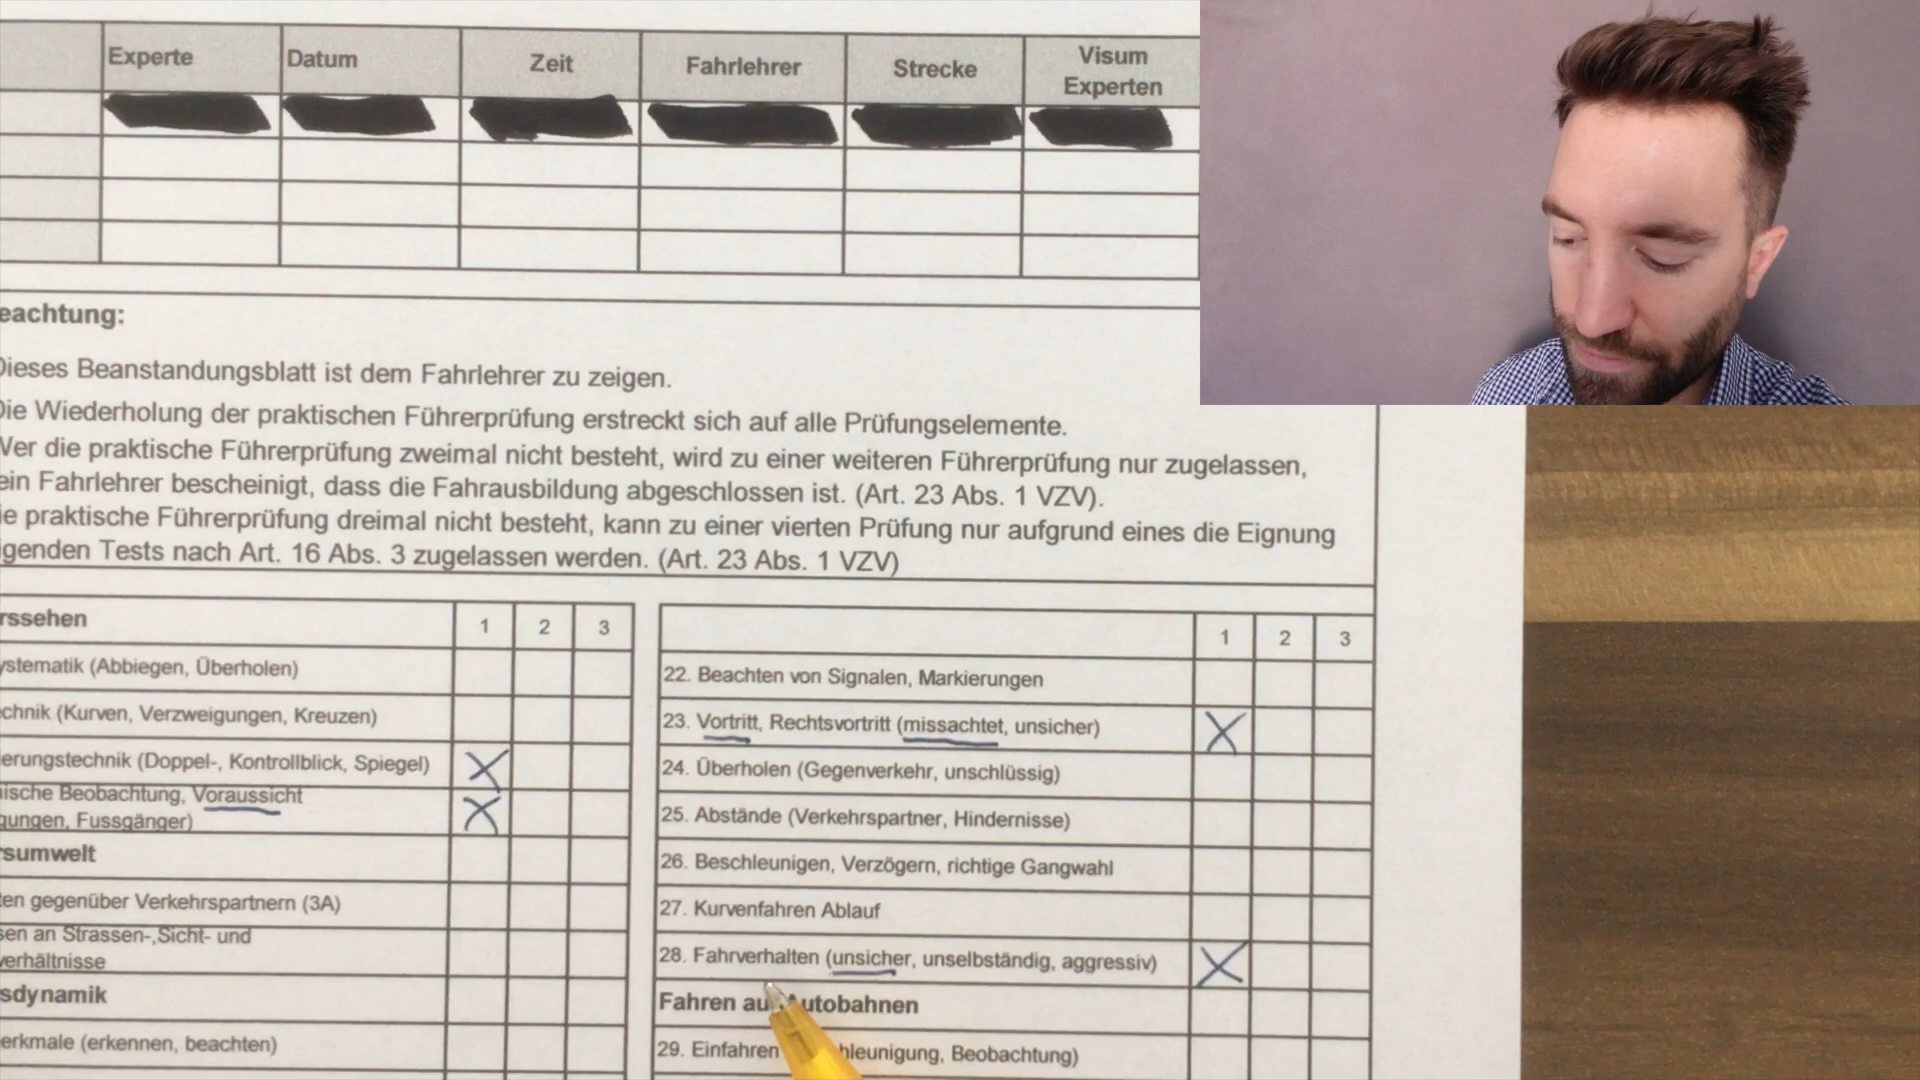 Experte Datum Zeit Fahrlehrer Strecke Visum Experten
eachtung:
Dieses Beanstandungsblatt ist dem Fahrlehrer zu zeigen.
Die Wiederholung der praktischen Führerprüfung erstreckt sich auf alle Prüfungselemente.
Wer die praktische Führerprüfung zweimal nicht besteht, wird zu einer weiteren Führerprüfung nur zugelassen,
ein Fahrlehrer bescheinigt, dass die Fahrausbildung abgeschlossen ist. (Art. 23 Abs. 1 VZV).
ie praktische Führerprüfung dreimal nicht besteht, kann zu einer vierten Prüfung nur aufgrund eines die Eignung
igenden Tests nach Art. 16 Abs. 3 zugelassen werden. (Art. 23 Abs. 1 VZV)
rssehen 1 2 3
ystematik (Abbiegen, Überholen)
chnik (Kurven, Verzweigungen, Kreuzen)
erungstechnik (Doppel-, Kontrollblick, Spiegel) X
ische Beobachtung, Voraussicht X
gungen, Fussgänger)
sumwelt
ten gegenüber Verkehrspartnern (3A)
sen an Strassen-,Sicht- und
verhältnisse
sdynamik
erkmale (erkennen, beachten)
1 2 3
22. Beachten von Signalen, Markierungen
23. Vortritt, Rechtsvortritt (missachtet, unsicher) X
24. Überholen (Gegenverkehr, unschlüssig)
25. Abstände (Verkehrspartner, Hindernisse)
26. Beschleunigen, Verzögern, richtige Gangwahl
27. Kurvenfahren Ablauf
28. Fahrverhalten (unsicher, unselbständig, aggressiv) X
Fahren au Autobahnen
29. Einfahren hleunigung, Beobachtung)